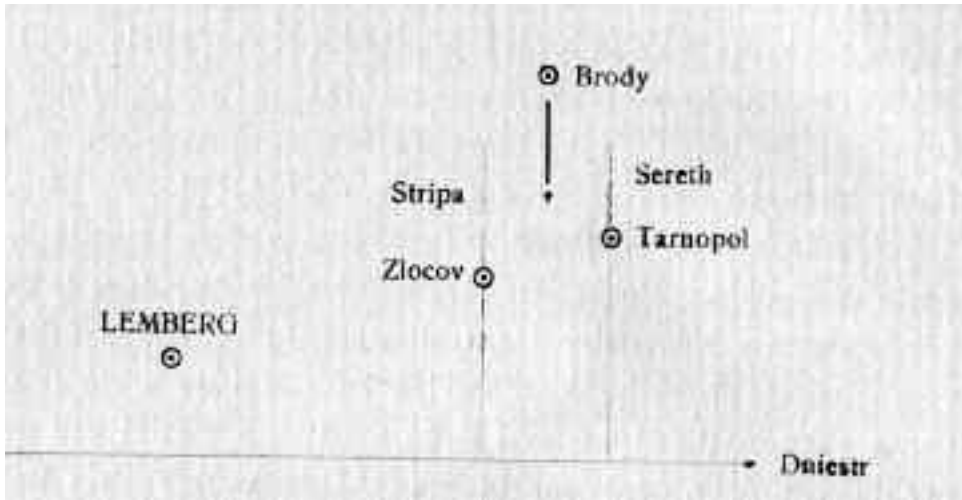 Brody
Sereth
Stripa
Tarnopol
Zlocov
LEMBERG
Dniestr